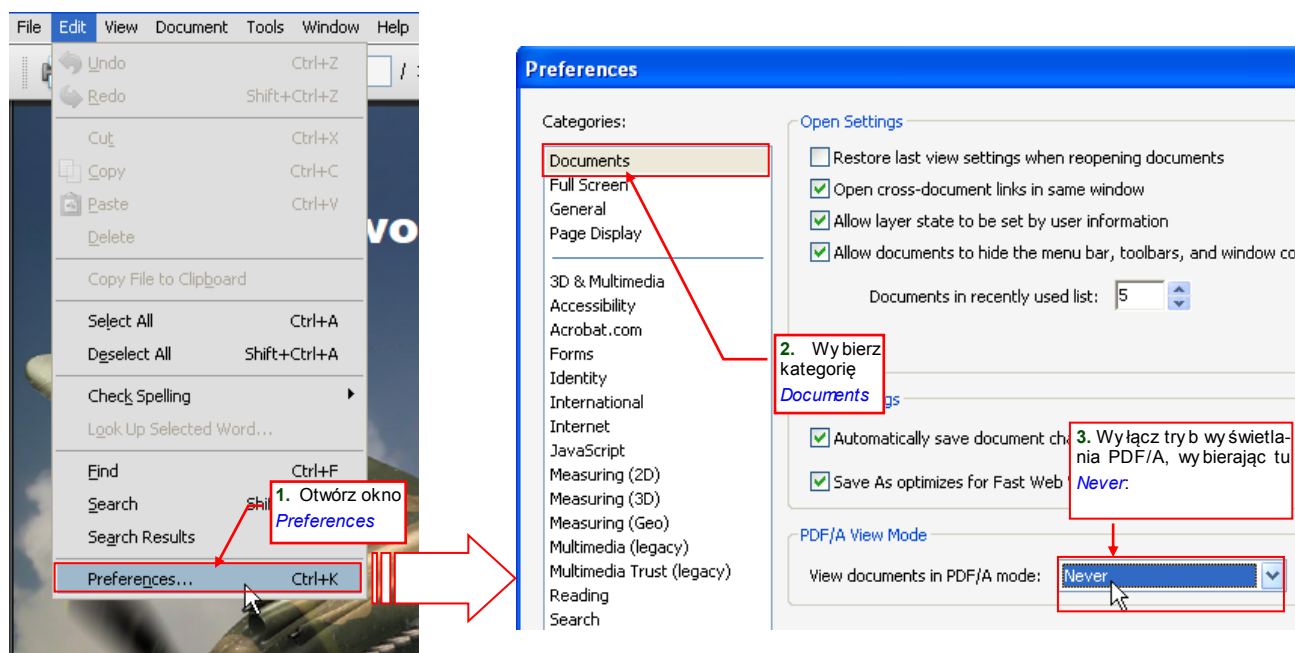 File Edit View Document Tools Window Help
/
Undo Ctrl+Z
Redo Shift+Ctrl+Z
Cut Ctrl+X
Copy Ctrl+C
Paste Ctrl+V
Delete
Copy File to Clipboard
Select All Ctrl+A
Deselect All Shift+Ctrl+A
Check Spelling
Look Up Selected Word...
Find Ctrl+F
Search
Search Results
Preferences... Ctrl+K
vo
1. Otwórz okno
Preferences
Preferences
Categories:
Documents
Full Screen
General
Page Display
3D & Multimedia
Accessibility
Acrobat.com
Forms
Identity
International
Internet
JavaScript
Measuring (2D)
Measuring (3D)
Measuring (Geo)
Multimedia (legacy)
Multimedia Trust (legacy)
Reading
Search
2. Wybierz
kategorię
Documents
Open Settings
Restore last view settings when reopening documents
Open cross-document links in same window
Allow layer state to be set by user information
Allow documents to hide the menu bar, toolbars, and window co
Documents in recently used list: 5
gs
Automatically save document ch
Save As optimizes for Fast Web
3. Wyłącz tryb wyświetla-
nia PDF/A, wybierając tu
Never:
PDF/A View Mode
View documents in PDF/A mode: Never